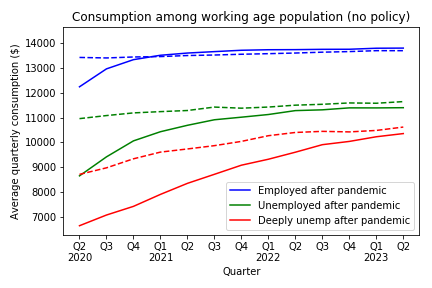 Consumption among working age population (no policy)
Average quarterly consumption ($)
14000
13000
12000
11000
10000
9000
8000
7000
Employed after pandemic
Unemployed after pandemic
Deeply unemp after pandemic
Q2 Q3 Q4 Q1 Q2 Q3 Q4 Q1 Q2 Q3 Q4 Q1 Q2
2020 2021 2022 2023
Quarter